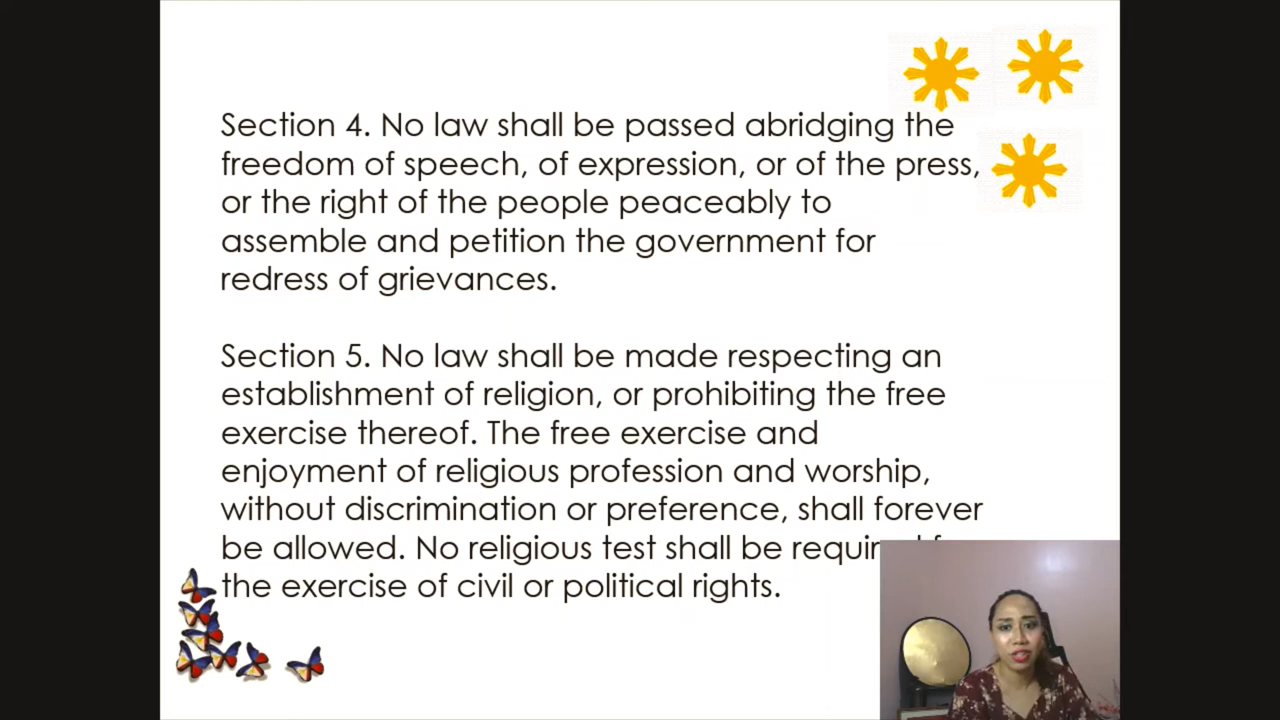 Section 4. No law shall be passed abridging the
freedom of speech, of expression, or of the press,
or the right of the people peaceably to
assemble and petition the government for
redress of grievances.
Section 5. No law shall be made respecting an
establishment of religion, or prohibiting the free
exercise thereof. The free exercise and
enjoyment of religious profession and worship,
without discrimination or preference, shall forever
be allowed. No religious test shall be
the exercise of civil or political rights.